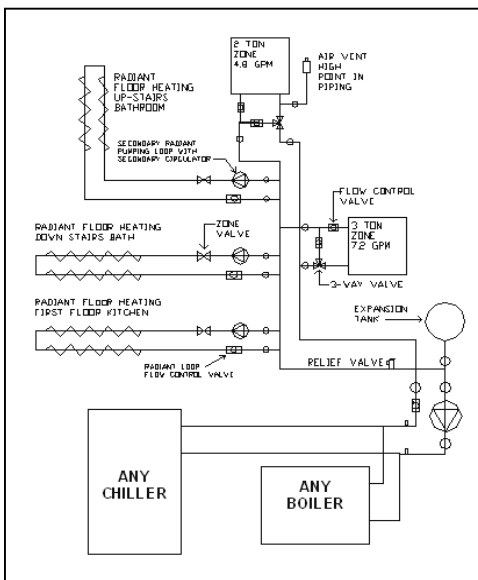 2 TON
ZONE
4.8 GPM
AIR VENT
HIGH
POINT IN
PIPING
RADIANT
FLOOR HEATING
UP-STAIRS
BATHROOM
SECONDARY RADIANT
PUMPING LOOP WITH
SECONDARY CIRCULATOR
FLOW CONTROL
VALVE
RADIANT FLOOR HEATING
DOWN STAIRS BATH
ZONE
VALVE
3 TON
ZONE
7.2 GPM
3-WAY VALVE
RADIANT FLOOR HEATING
FIRST FLOOR KITCHEN
EXPANSION
TANK
RELIEF VALVE
RADIANT LOOP
FLOW CONTROL VALVE
ANY
CHILLER
ANY
BOILER